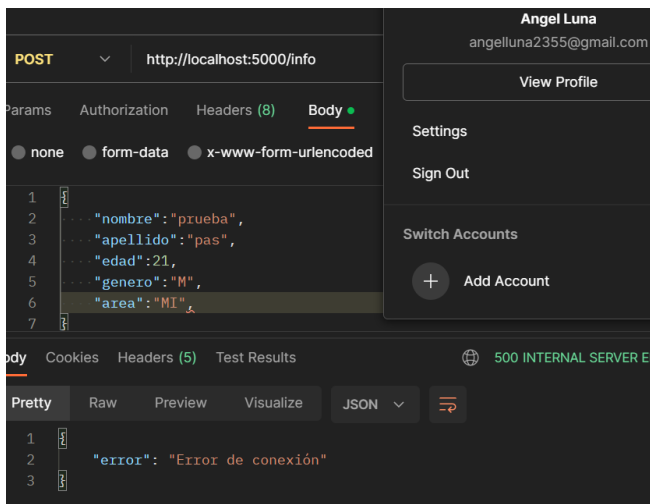 POST http://localhost:5000/info
Params Authorization Headers (8) Body
none form-data x-www-form-urlencoded
1 {
2 "nombre":"prueba",
3 "apellido":"pas",
4 "edad":21,
5 "genero":"M",
6 "area":"MI",
7 }
Angel Luna
angelluna2355@gmail.com
View Profile
Settings
Sign Out
Switch Accounts
+ Add Account
ody Cookies Headers (5) Test Results 500 INTERNAL SERVER E
Pretty Raw Preview Visualize JSON
1 {
2 "error": "Error de conexión"
3 }